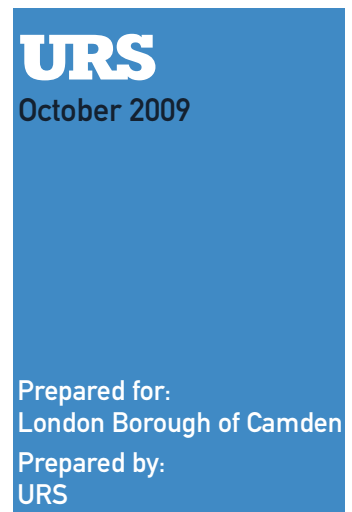 URS
October 2009
Prepared for:
London Borough of Camden
Prepared by:
URS